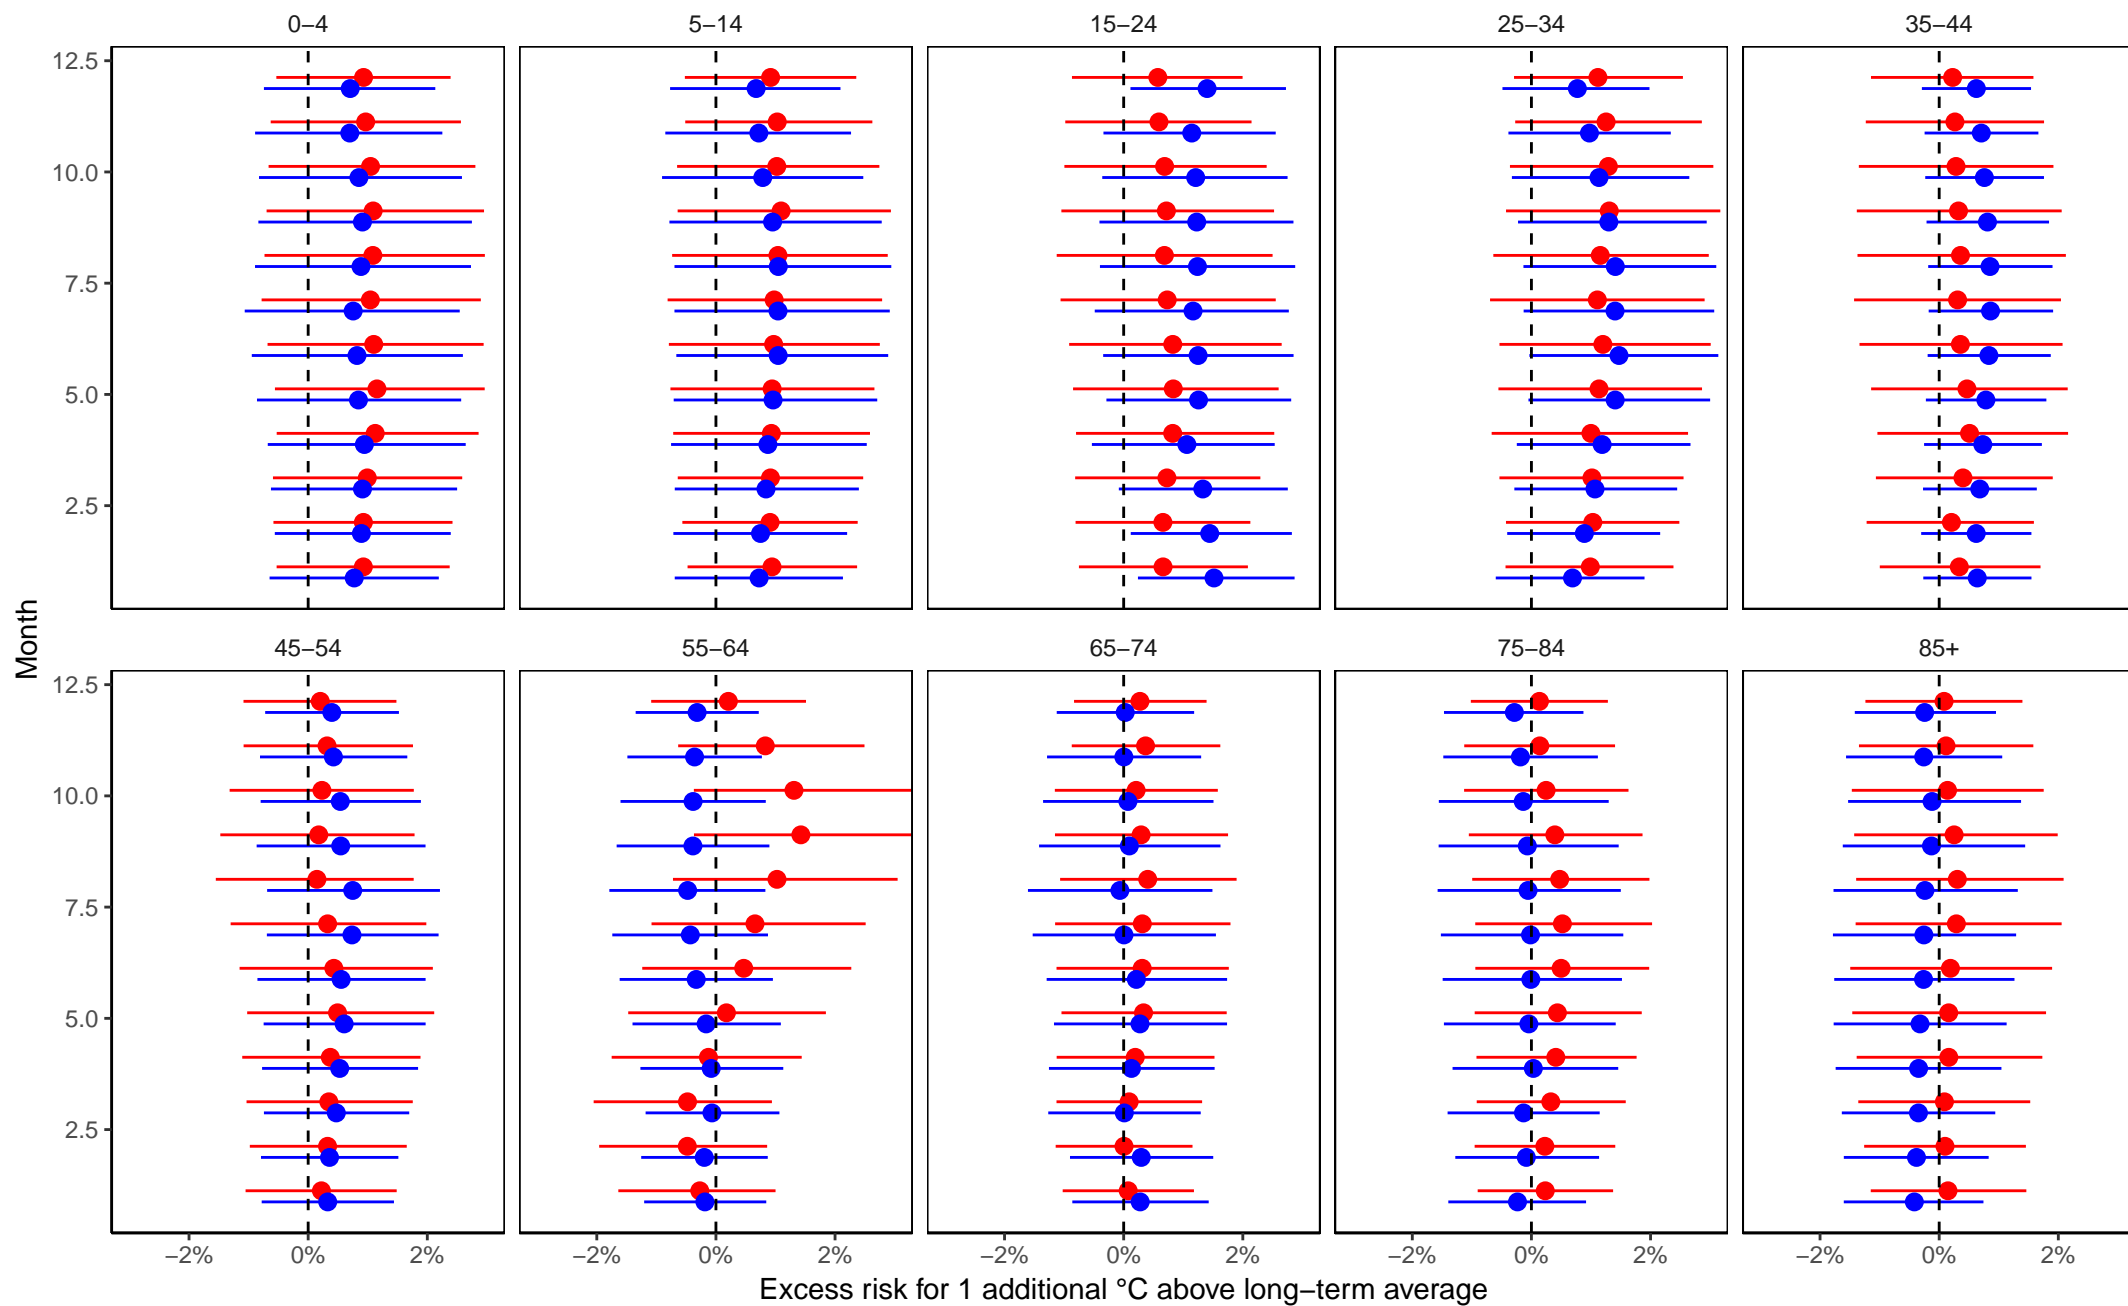 0−4 5−14 15−24 25−34 35−44
12.5
10.0
7.5
5.0
2.5
Month
45−54 55−64 65−74 75−84 85+
12.5
10.0
7.5
5.0
2.5
−2% 0% 2% −2% 0% 2% −2% 0% 2% −2% 0% 2% −2% 0% 2%
Excess risk for 1 additional °C above long−term average